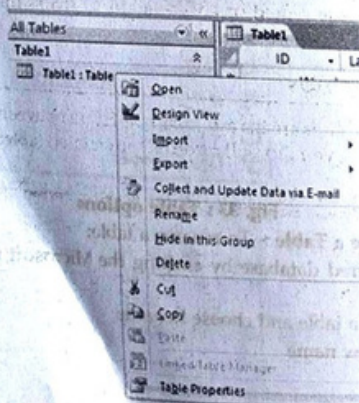 All Tables
Table1
Table1 : Table
Table1
ID
Open
Design View
Import
Export
Collect and Update Data via E-mail
Rename
Hide in this Group
Delete
Cut
Copy
Paste
Linked Table Manager
Table Properties